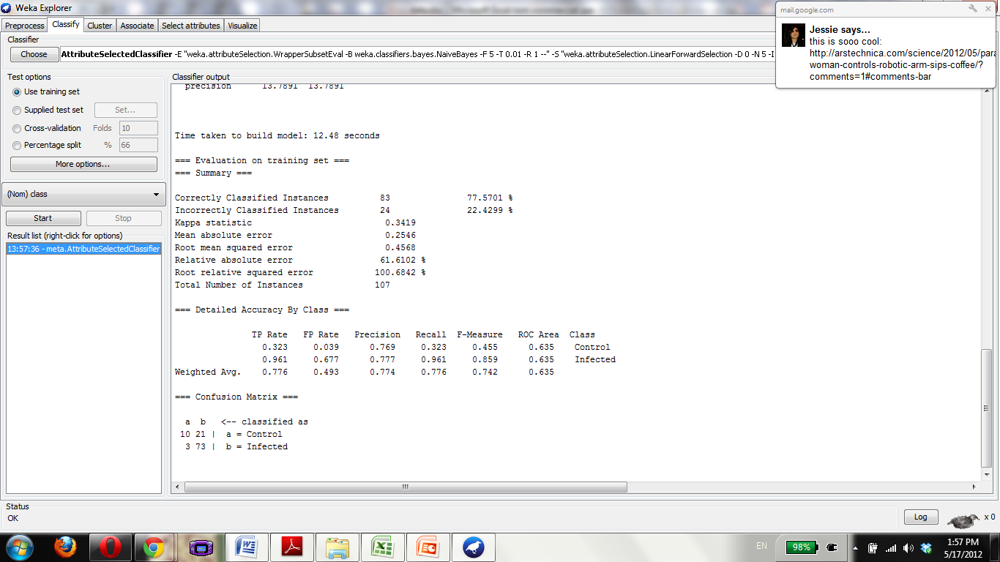 Weka Explorer
Preprocess Classify Cluster Associate Select attributes Visualize
Classifier
Choose AttributeSelectedClassifier -E "weka.attributeSelection.WrapperSubsetEval -B weka.classifiers.bayes.NaiveBayes -F 5 -T 0.01 -R 1 --" -S "weka.attributeSelection.LinearForwardSelection -D 0 -N 5 -I
mail.google.com
Jessie says...
this is sooo cool:
http://arstechnica.com/science/2012/05/para
woman-controls-robotic-arm-sips-coffee/?
comments=1#comments-bar
Test options
Use training set
Supplied test set Set...
Cross-validation Folds 10
Percentage split % 66
More options...
(Nom) class
Start Stop
Result list (right-click for options)
13:57:36 - meta.AttributeSelectedClassifier
Classifier output
precision 13.7891 13.7891
Time taken to build model: 12.48 seconds
=== Evaluation on training set ===
=== Summary ===
Correctly Classified Instances 83 77.5701 %
Incorrectly Classified Instances 24 22.4299 %
Kappa statistic 0.3419
Mean absolute error 0.2546
Root mean squared error 0.4568
Relative absolute error 61.6102 %
Root relative squared error 100.6842 %
Total Number of Instances 107
=== Detailed Accuracy By Class ===
TP Rate FP Rate Precision Recall F-Measure ROC Area Class
0.323 0.039 0.769 0.323 0.455 0.635 Control
0.961 0.677 0.777 0.961 0.859 0.635 Infected
Weighted Avg. 0.776 0.493 0.774 0.776 0.742 0.635
=== Confusion Matrix ===
a b <-- classified as
10 21 | a = Control
3 73 | b = Infected
Status
OK
Log x 0
EN 98% 1:57 PM
5/17/2012